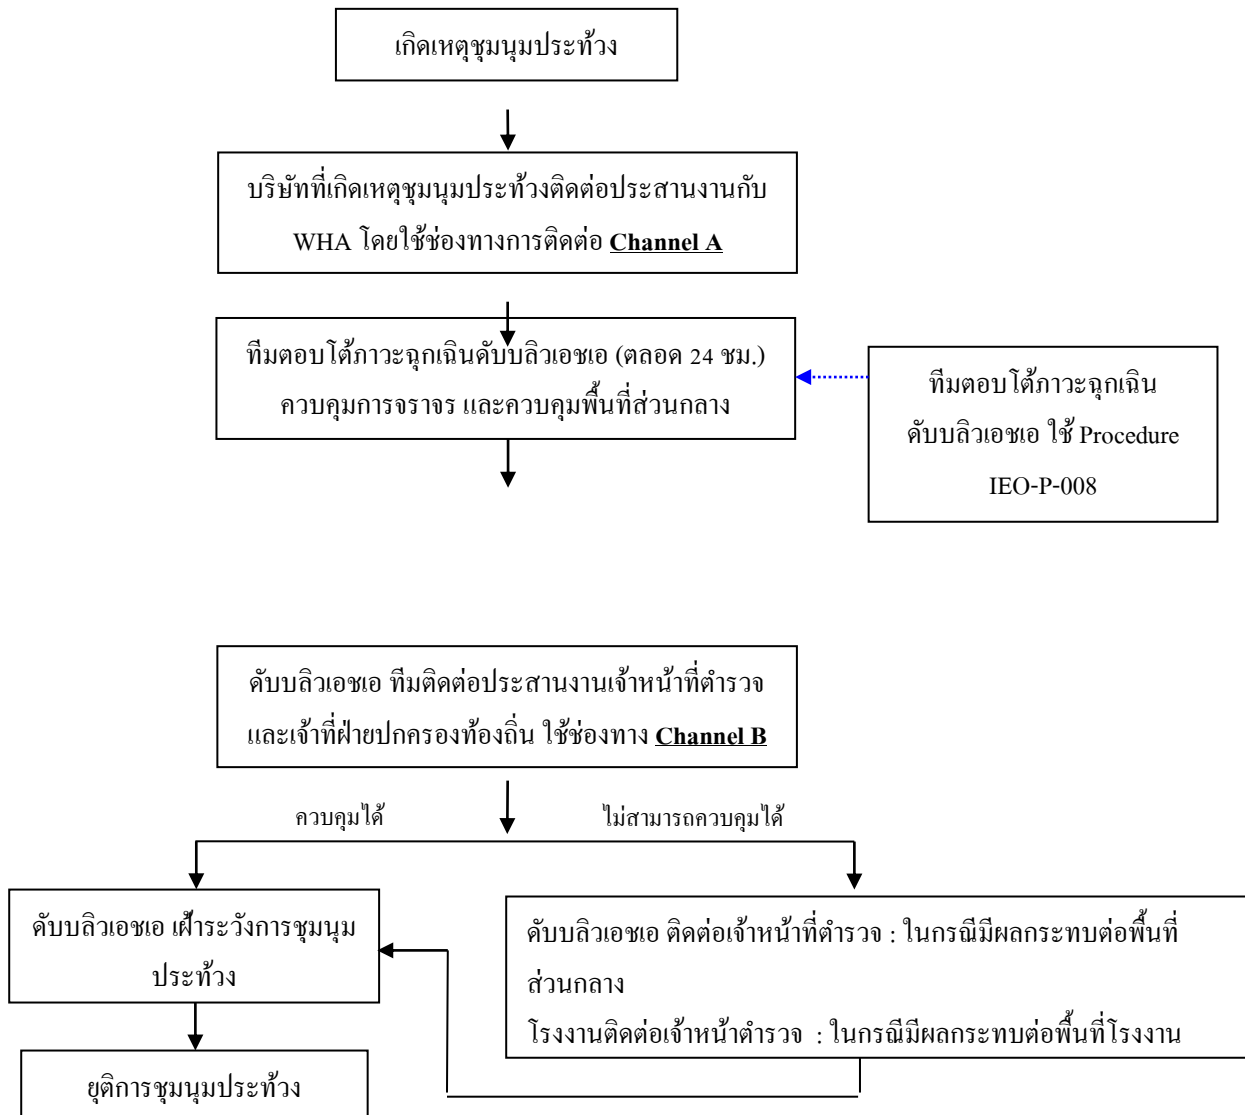 เกิดเหตุชุมนุมประท้วง
บริษัทที่เกิดเหตุชุมนุมประท้วงติดต่อประสานงานกับ
WHA โดยใช้ช่องทางการติดต่อ Channel A
ทีมตอบโต้ภาวะฉุกเฉินดับบลิวเอชเอ (ตลอด 24 ชม.)
ควบคุมการจราจร และควบคุมพื้นที่ส่วนกลาง
ทีมตอบโต้ภาวะฉุกเฉิน
ดับบลิวเอชเอ ใช้ Procedure
IEO-P-008
ดับบลิวเอชเอ ทีมติดต่อประสานงานเจ้าหน้าที่ตำรวจ
และเจ้าที่ฝ่ายปกครองท้องถิ่น ใช้ช่องทาง Channel B
ควบคุมได้
ไม่สามารถควบคุมได้
ดับบลิวเอชเอ เฝ้าระวังการชุมนุม
ประท้วง
ดับบลิวเอชเอ ติดต่อเจ้าหน้าที่ตำรวจ : ในกรณีมีผลกระทบต่อพื้นที่
ส่วนกลาง
โรงงานติดต่อเจ้าหน้าตำรวจ : ในกรณีมีผลกระทบต่อพื้นที่โรงงาน
ยุติการชุมนุมประท้วง